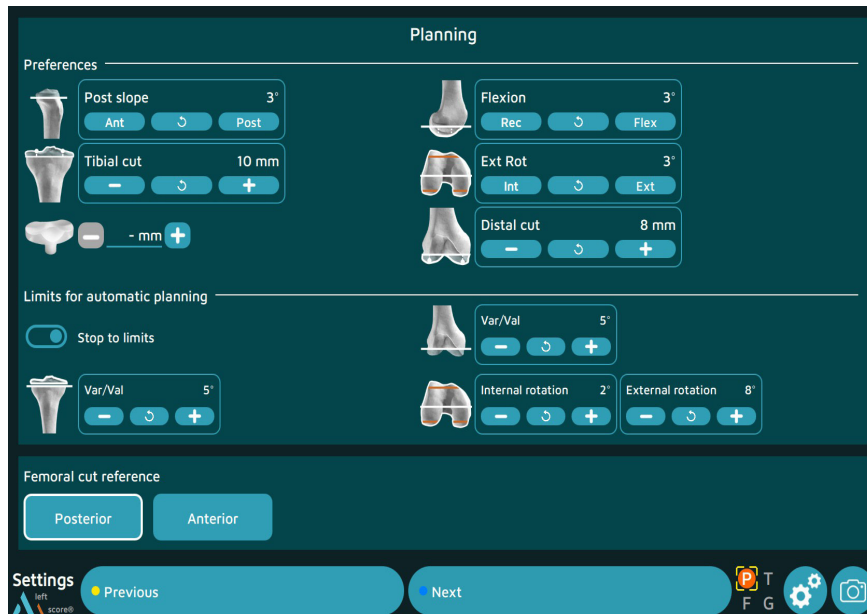 Planning
Preferences
Post slope 3°
Ant Post
Tibial cut 10 mm
- mm
Flexion 3°
Rec Flex
Ext Rot 3°
Int Ext
Distal cut 8 mm
Limits for automatic planning
Stop to limits
Var/Val 5°
Var/Val 5°
Internal rotation 2°
External rotation 8°
Femoral cut reference
Posterior Anterior
Settings
left
score®
Previous
Next
P T
F G